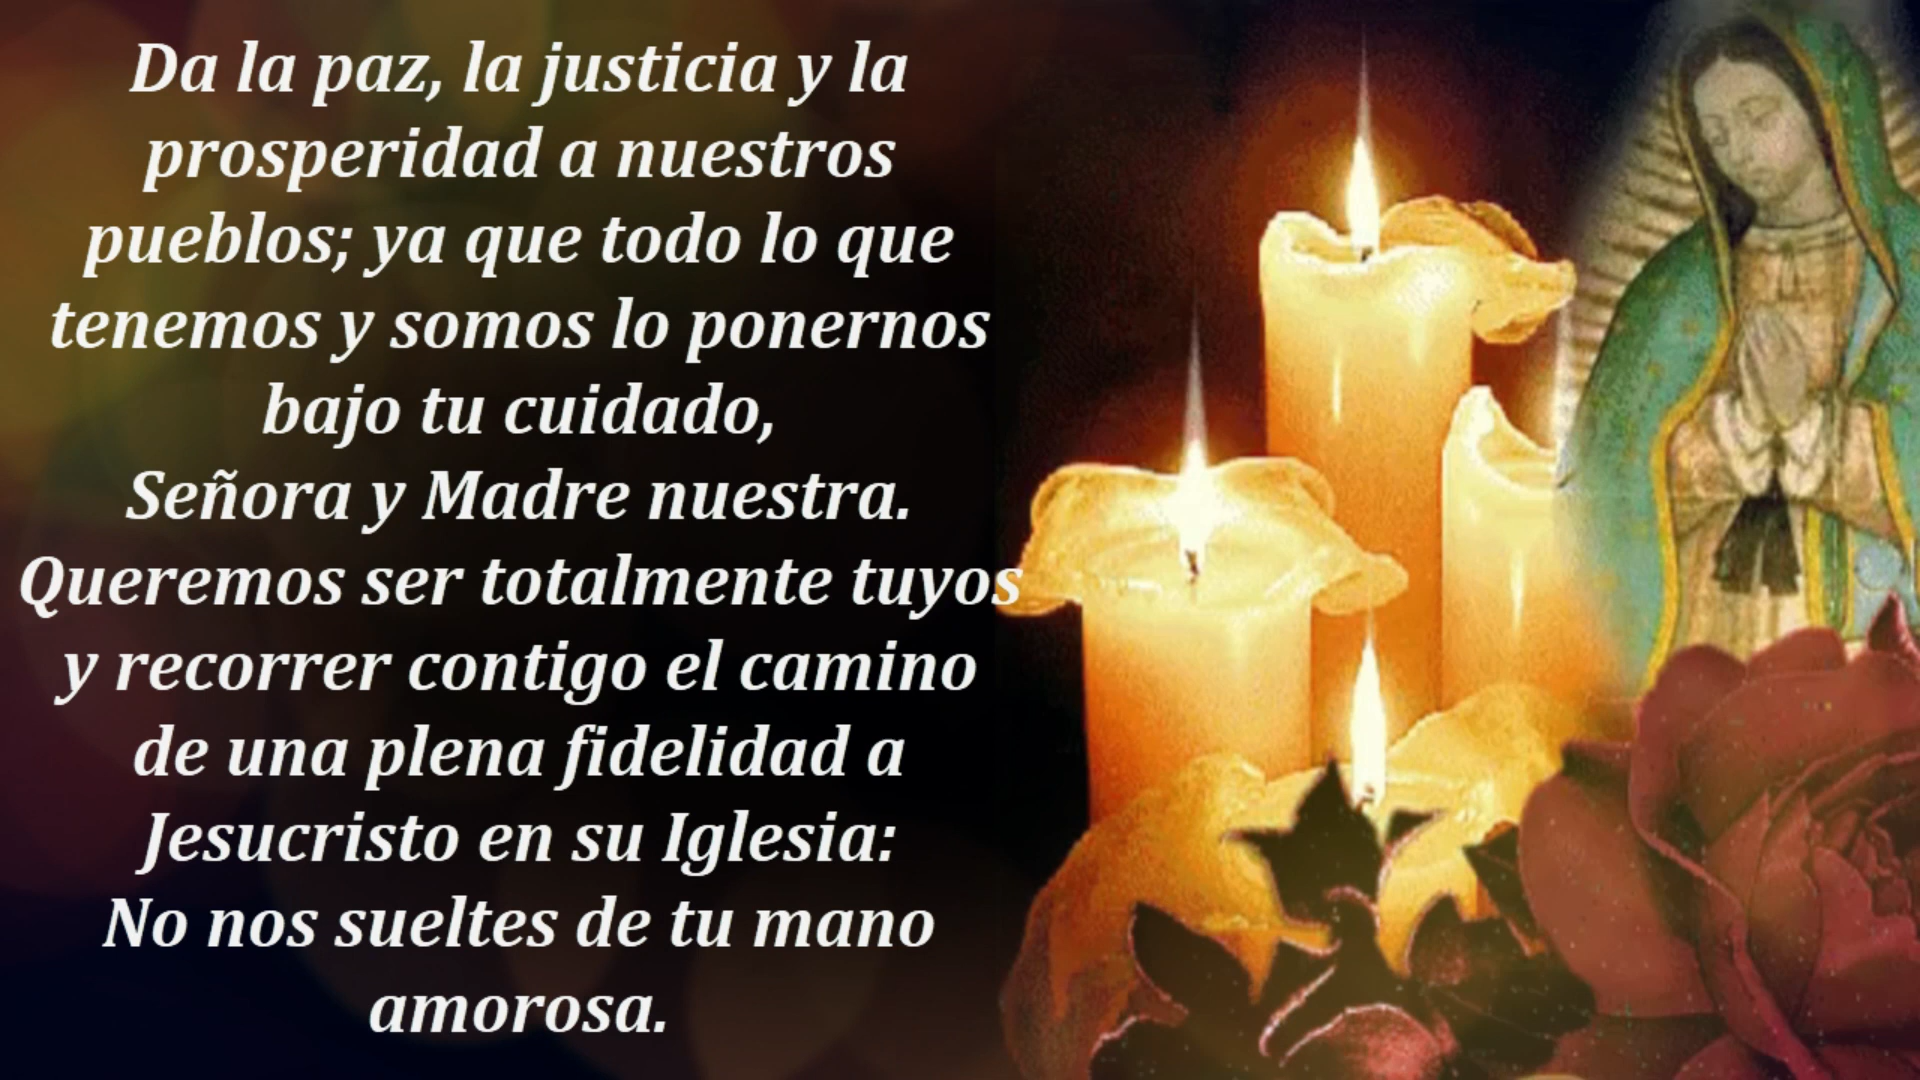 Da la paz, la justicia y la
prosperidad a nuestros
pueblos; ya que todo lo que
tenemos y somos lo ponernos
bajo tu cuidado,
Señora y Madre nuestra.
Queremos ser totalmente tuyos
y recorrer contigo el camino
de una plena fidelidad a
Jesucristo en su Iglesia:
No nos sueltes de tu mano
amorosa.